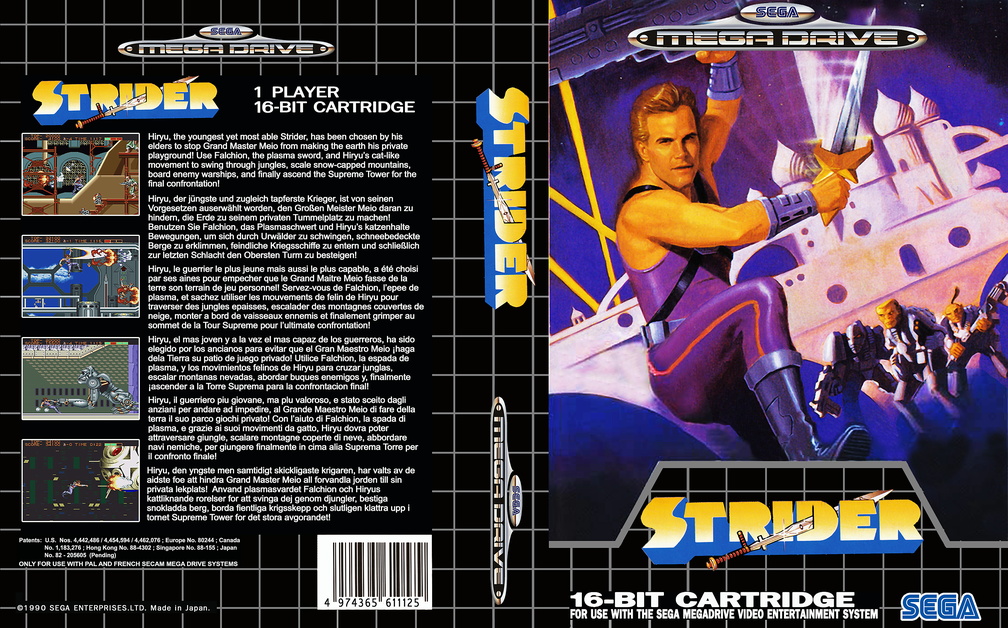 SEGA
MEGA DRIVE
STRIDER
1 PLAYER
16-BIT CARTRIDGE
Hiryu, the youngest yet most able Strider, has been chosen by his
elders to stop Grand Master Meio from making the earth his private
playground! Use Falchion, the plasma sword, and Hiryu's cat-like
movement to swing through jungles, scale snow-capped mountains,
board enemy warships, and finally ascend the Supreme Tower for the
final confrontation!
Hiryu, der jüngste und zugleich tapferste Krieger, ist von seinen
Vorgesetzten auserwählt worden, den Großen Meister Meio daran zu
hindern, die Erde zu seinem privaten Tummelplatz zu machen!
Benutzen Sie Falchion, das Plasmaschwert und Hiryu's katzenhalte
Bewegungen, um sich durch Urwälder zu schwingen, schneebedeckte
Berge zu erklimmen, feindliche Kriegsschiffe zu entern und schließlich
zur letzten Schlacht den Obersten Turm zu besteigen!
Hiryu, le guerrier le plus jeune mais aussi le plus capable, a été choisi
par ses aines pour empecher que le Grand Maitre Meio fasse de la
terre son terrain de jeu personnel! Servez-vous de Falchion, l'epee de
plasma, et sachez utiliser les mouvements de felin de Hiryu pour
traverser des jungles epaisses, escalader des montagnes couvertes de
neige, monter a bord de vaisseaux ennemis et finalement grimper au
sommet de la Tour Supreme pour l'ultimate confrontation!
Hiryu, el mas joven y a la vez el mas capaz de los guerreros, ha sido
elegido por los ancianos para evitar que el Gran Maestro Meio ¡haga
dela Tierra su patio de juego privado! Utilice Falchion, la espada de
plasma, y los movimientos felinos de Hiryu para cruzar junglas,
escalar montanas nevadas, abordar buques enemigos y, finalmente
¡ascender a la Torre Suprema para la confrontacion final!
Hiryu, il guerriero piu giovane, ma piu valoroso, e stato sceito dagli
anziani per andare ad impedire, al Grande Maestro Meio di fare della
terra il suo parco giocchi privato! Con l'aiuto di Falchion, la spada di
plasma, e grazie ai suoi movimenti da gatto, Hiryu dovra poter
attraversare giungle, scalare montagne coperte di neve, abbordare
navi nemiche, per giungere finalmente in cima alia Suprema Torre per
il confronto finale!
Hiryu, den yngste men samtidigt skickligaste krigaren, har valts av de
aidste foe att hindra Grand Master Meio all forvandla jorden till sin
privata lekplats! Anvand plasmasvardet Falchion och Hiryus
kattliknande rorelser for att svinga dej genom djungler, bestiga
snokladda berg, borda fientliga krigsskepp och slutligen klattra upp i
tornet Supreme Tower for det stora avgorandet!
Patents: U.S. Nos. 4,442,486 / 4,454,594 / 4,462,076 ; Europe No. 80244 ; Canada
No. 1,183,276 ; Hong Kong No. 88-4302 ; Singapore No. 88-155 ; Japan
No. 82 - 205605 (Pending)
ONLY FOR USE WITH PAL AND FRENCH SECAM MEGA DRIVE SYSTEMS
©1990 SEGA ENTERPRISES.LTD. Made in Japan.
4 974365 611125
STRIDER
SEGA
MEGA DRIVE
SEGA
MEGA DRIVE
STRIDER
16-BIT CARTRIDGE
FOR USE WITH THE SEGA MEGADRIVE VIDEO ENTERTAINMENT SYSTEM
SEGA